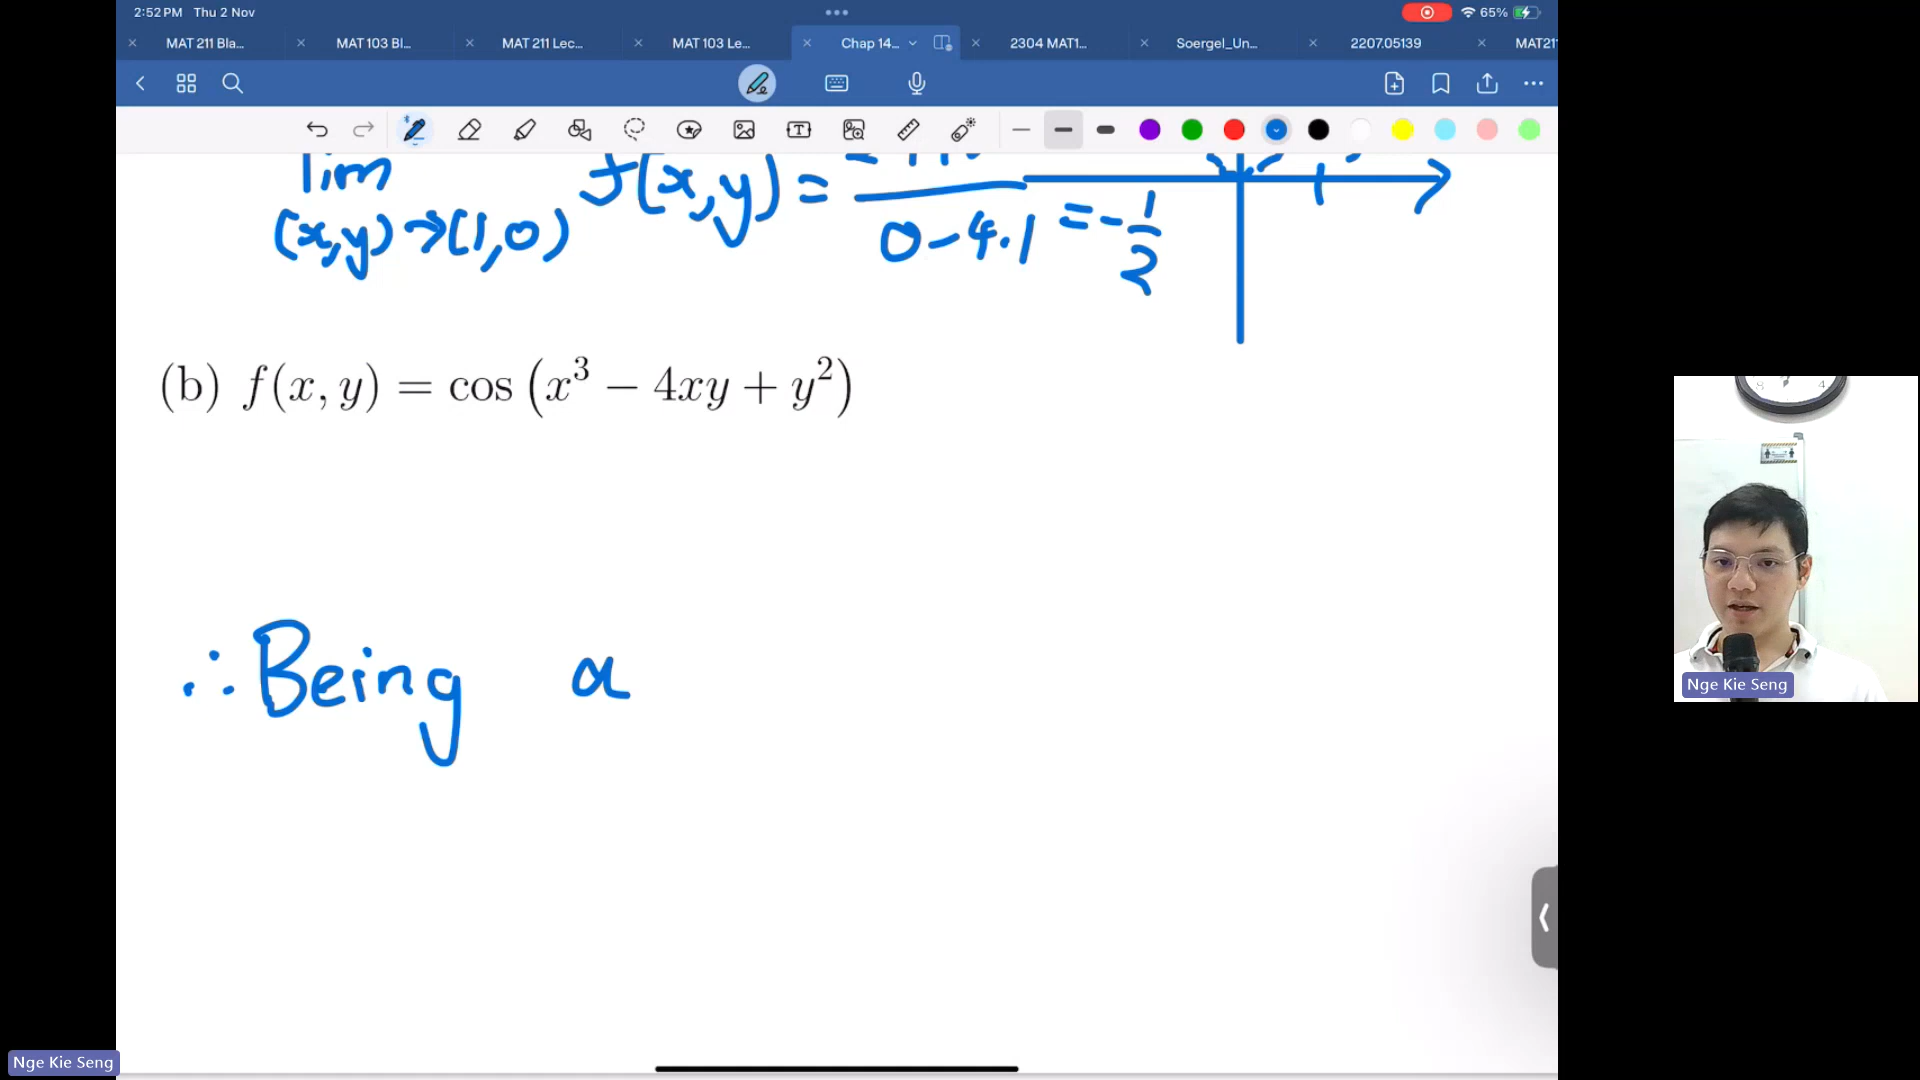 2:52 PM Thu 2 Nov
65%
MAT 211 Bla...
MAT 103 Bl...
MAT 211 Lec...
MAT 103 Le...
Chap 14...
2304 MAT1...
Soergel_Un...
2207.05139
MAT21
lim f(x,y) =
(x,y)→(1,0)
0-4.1 = -1/2
(b) f(x, y) = cos (x³ − 4xy + y²)
∴ Being a
Nge Kie Seng
Nge Kie Seng